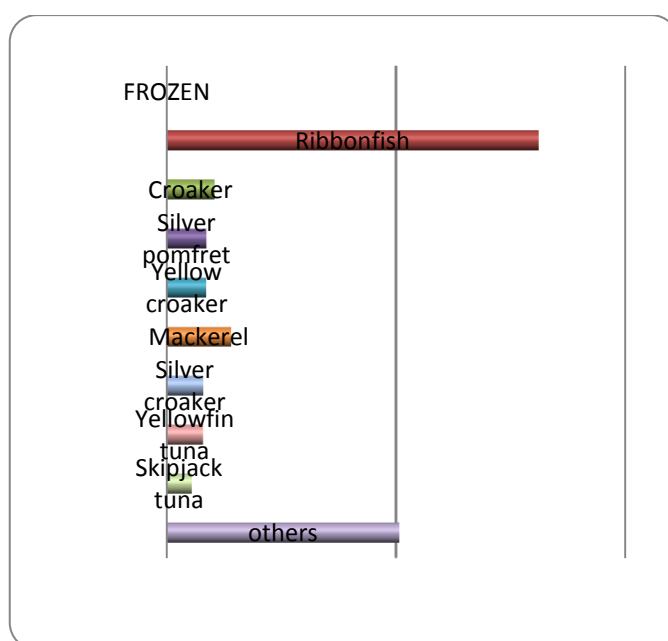 FROZEN
Ribbonfish
Croaker
Silver
pomfret
Yellow
croaker
Mackerel
Silver
croaker
Yellowfin
tuna
Skipjack
tuna
others